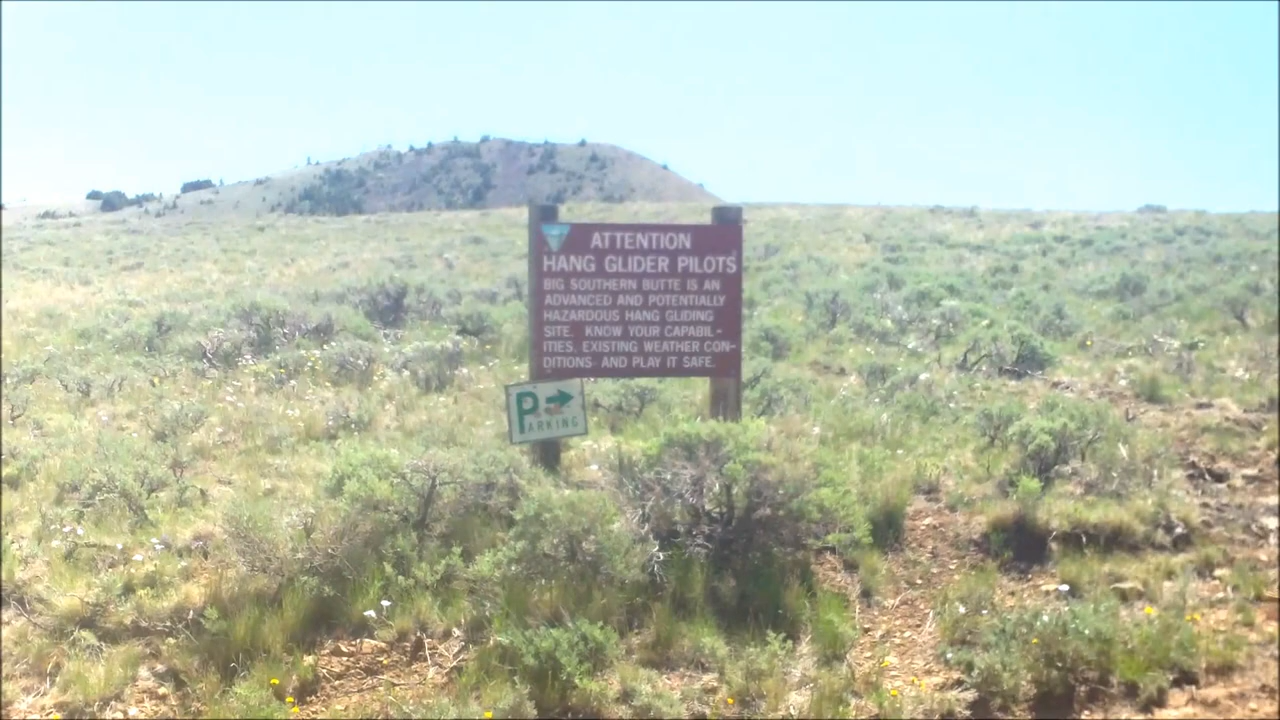 ATTENTION
HANG GLIDER PILOTS
BIG SOUTHERN BUTTE IS AN
ADVANCED AND POTENTIALLY
HAZARDOUS HANG GLIDING
SITE. KNOW YOUR CAPABIL-
ITIES, EXISTING WEATHER CON-
DITIONS AND PLAY IT SAFE.
P
PARKING